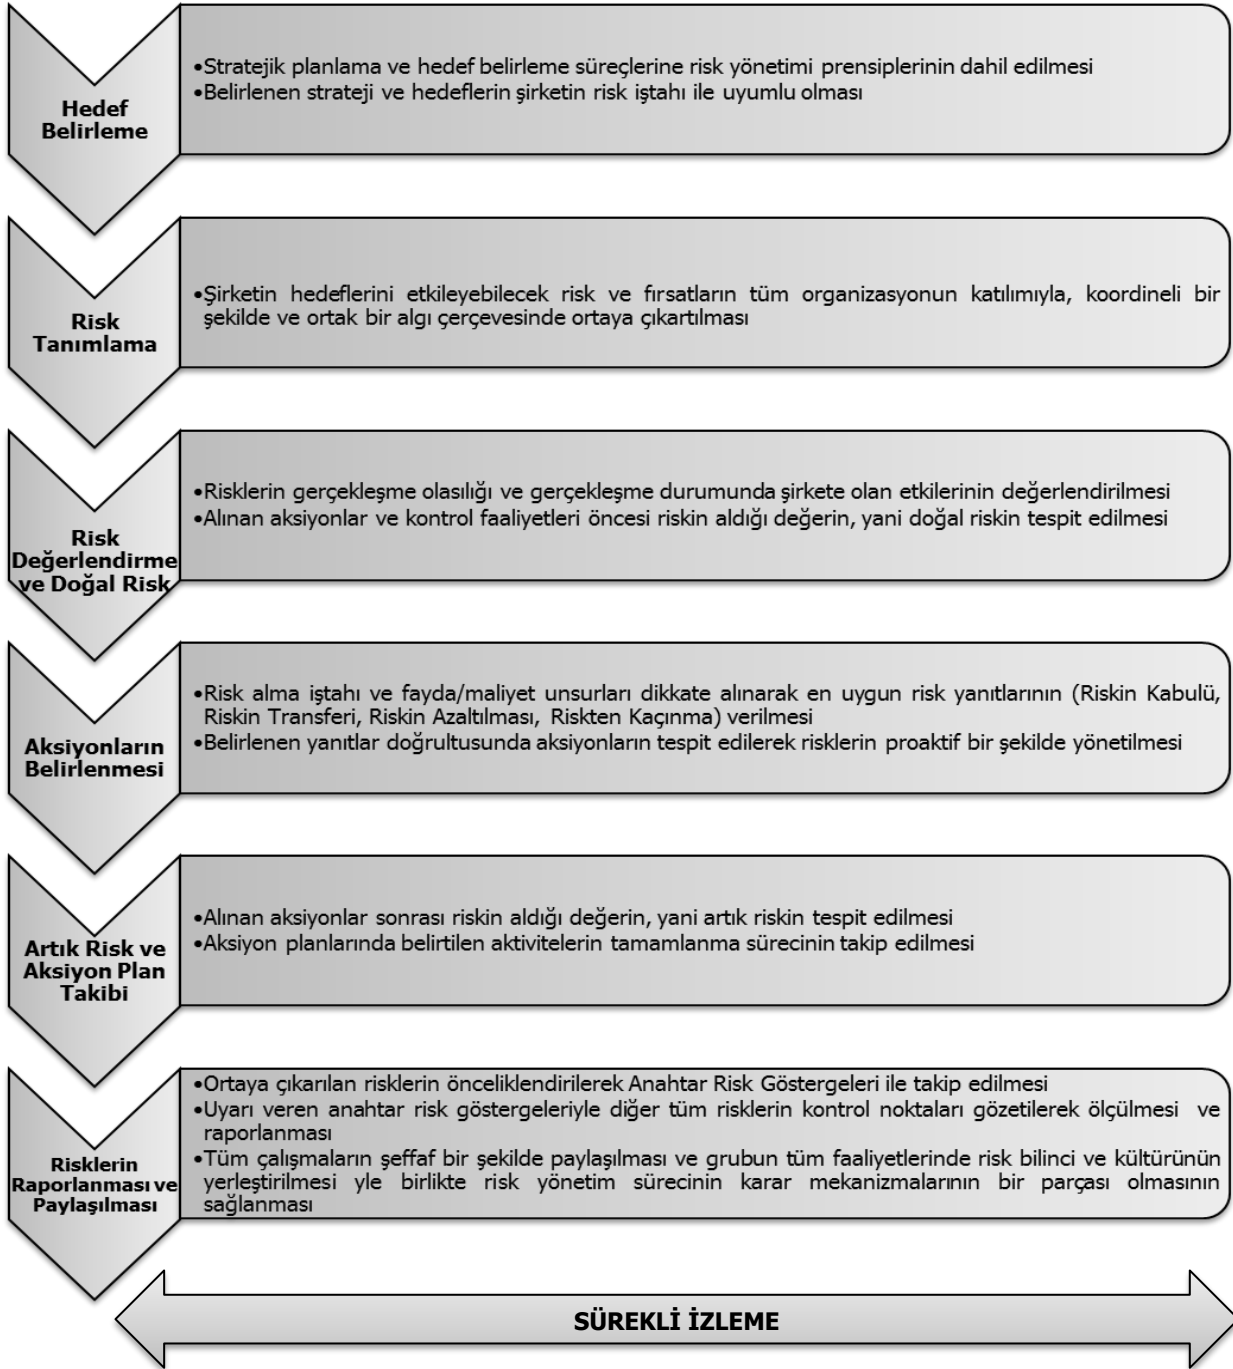 Hedef
Belirleme
•Stratejik planlama ve hedef belirleme süreçlerine risk yönetimi prensiplerinin dahil edilmesi
•Belirlenen strateji ve hedeflerin şirketin risk iştahı ile uyumlu olması
Risk
Tanımlama
•Şirketin hedeflerini etkileyebilecek risk ve fırsatların tüm organizasyonun katılımıyla, koordineli bir
şekilde ve ortak bir algı çerçevesinde ortaya çıkartılması
Risk
Değerlendirme
ve Doğal Risk
•Risklerin gerçekleşme olasılığı ve gerçekleşme durumunda şirkete olan etkilerinin değerlendirilmesi
•Alınan aksiyonlar ve kontrol faaliyetleri öncesi riskin aldığı değerin, yani doğal riskin tespit edilmesi
Aksiyonların
Belirlenmesi
•Risk alma iştahı ve fayda/maliyet unsurları dikkate alınarak en uygun risk yanıtlarının (Riskin Kabulü,
Riskin Transferi, Riskin Azaltılması, Riskten Kaçınma) verilmesi
•Belirlenen yanıtlar doğrultusunda aksiyonların tespit edilerek risklerin proaktif bir şekilde yönetilmesi
Artık Risk ve
Aksiyon Plan
Takibi
•Alınan aksiyonlar sonrası riskin aldığı değerin, yani artık riskin tespit edilmesi
•Aksiyon planlarında belirtilen aktivitelerin tamamlanma sürecinin takip edilmesi
Risklerin
Raporlanması ve
Paylaşılması
•Ortaya çıkarılan risklerin önceliklendirilerek Anahtar Risk Göstergeleri ile takip edilmesi
•Uyarı veren anahtar risk göstergeleriyle diğer tüm risklerin kontrol noktaları gözetilerek ölçülmesi ve
raporlanması
•Tüm çalışmaların şeffaf bir şekilde paylaşılması ve grubun tüm faaliyetlerinde risk bilinci ve kültürünün
yerleştirilmesi yle birlikte risk yönetim sürecinin karar mekanizmalarının bir parçası olmasının
sağlanması
SÜREKLİ İZLEME